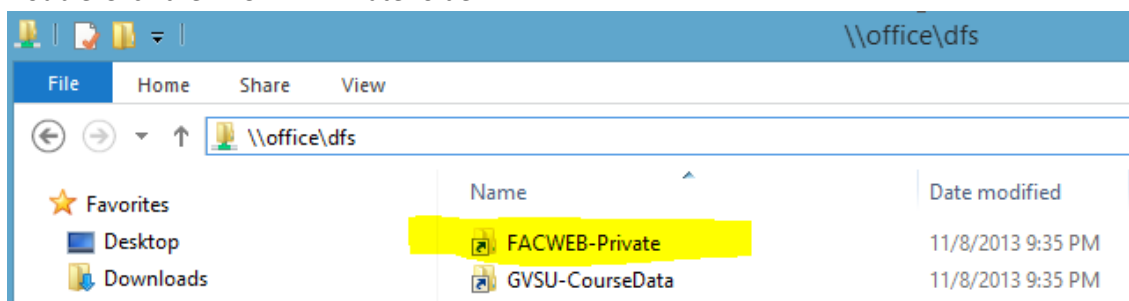 \\office\dfs
File Home Share View
\\office\dfs
Favorites
Name Date modified
Desktop
FACWEB-Private 11/8/2013 9:35 PM
Downloads
GVSU-CourseData 11/8/2013 9:35 PM